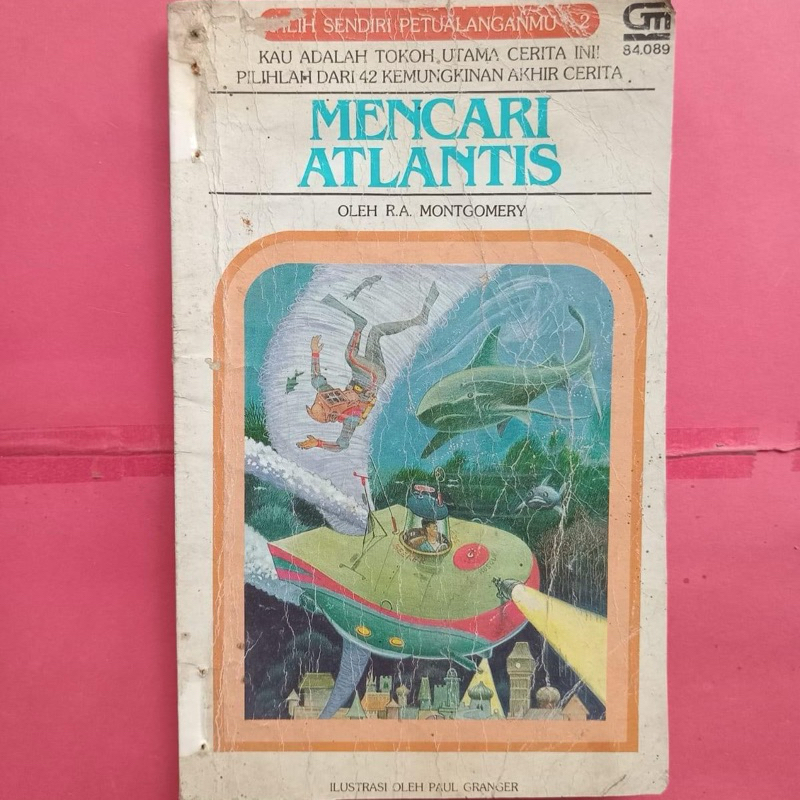 PILIH SENDIRI PETUALANGANMU 2
GM
84.089
KAU ADALAH TOKOH UTAMA CERITA INI!
PILIHLAH DARI 42 KEMUNGKINAN AKHIR CERITA
MENCARI
ATLANTIS
OLEH R.A. MONTGOMERY
ILUSTRASI OLEH PAUL GRANGER